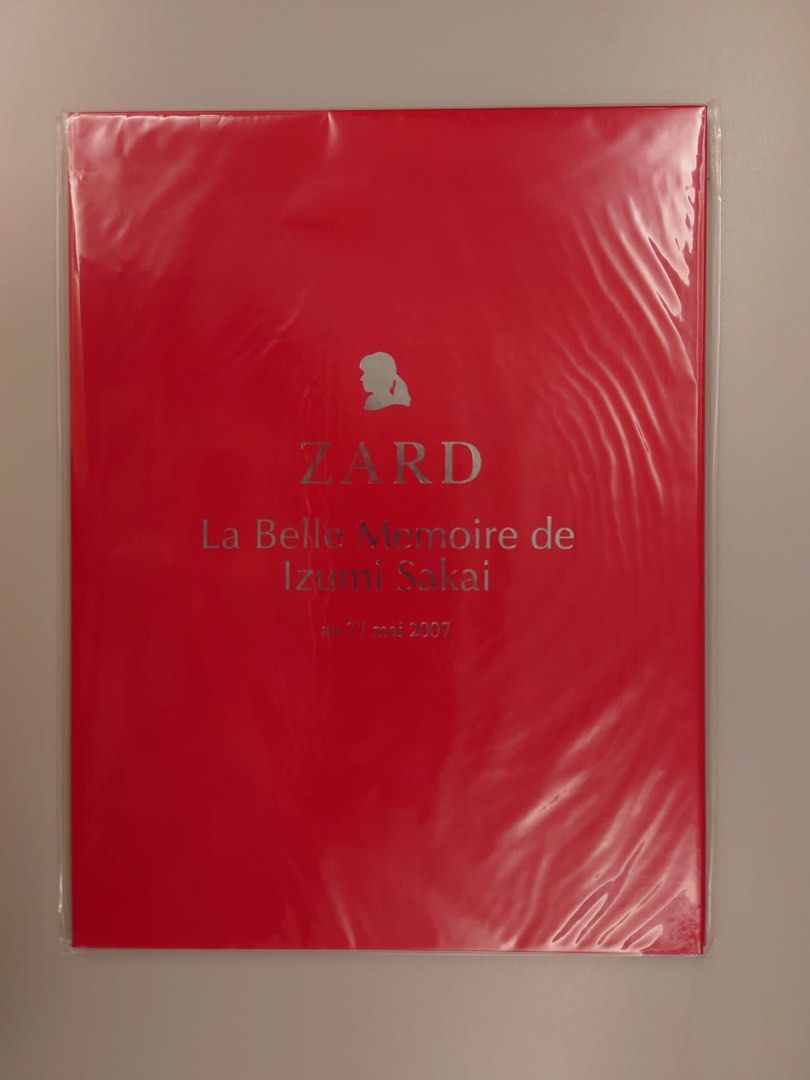 ZARD
La Belle Memoire de
Izumi Sakai
au 27 mai 2007